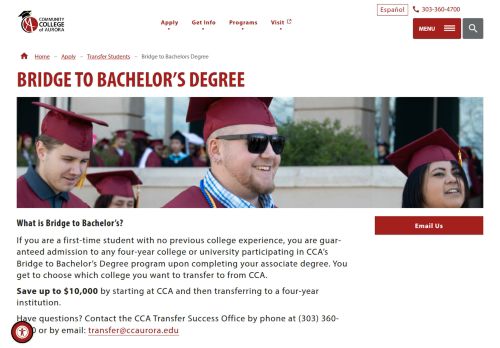 COMMUNITY
COLLEGE
of AURORA
Apply
Get Info
Programs
Visit
Español
303-360-4700
MENU
Home – Apply – Transfer Students – Bridge to Bachelors Degree
BRIDGE TO BACHELOR'S DEGREE
What is Bridge to Bachelor's?
If you are a first-time student with no previous college experience, you are guar-
anteed admission to any four-year college or university participating in CCA's
Bridge to Bachelor's Degree program upon completing your associate degree. You
get to choose which college you want to transfer to from CCA.
Save up to $10,000 by starting at CCA and then transferring to a four-year
institution.
Have questions? Contact the CCA Transfer Success Office by phone at (303) 360-
or by email: transfer@ccaurora.edu
Email Us